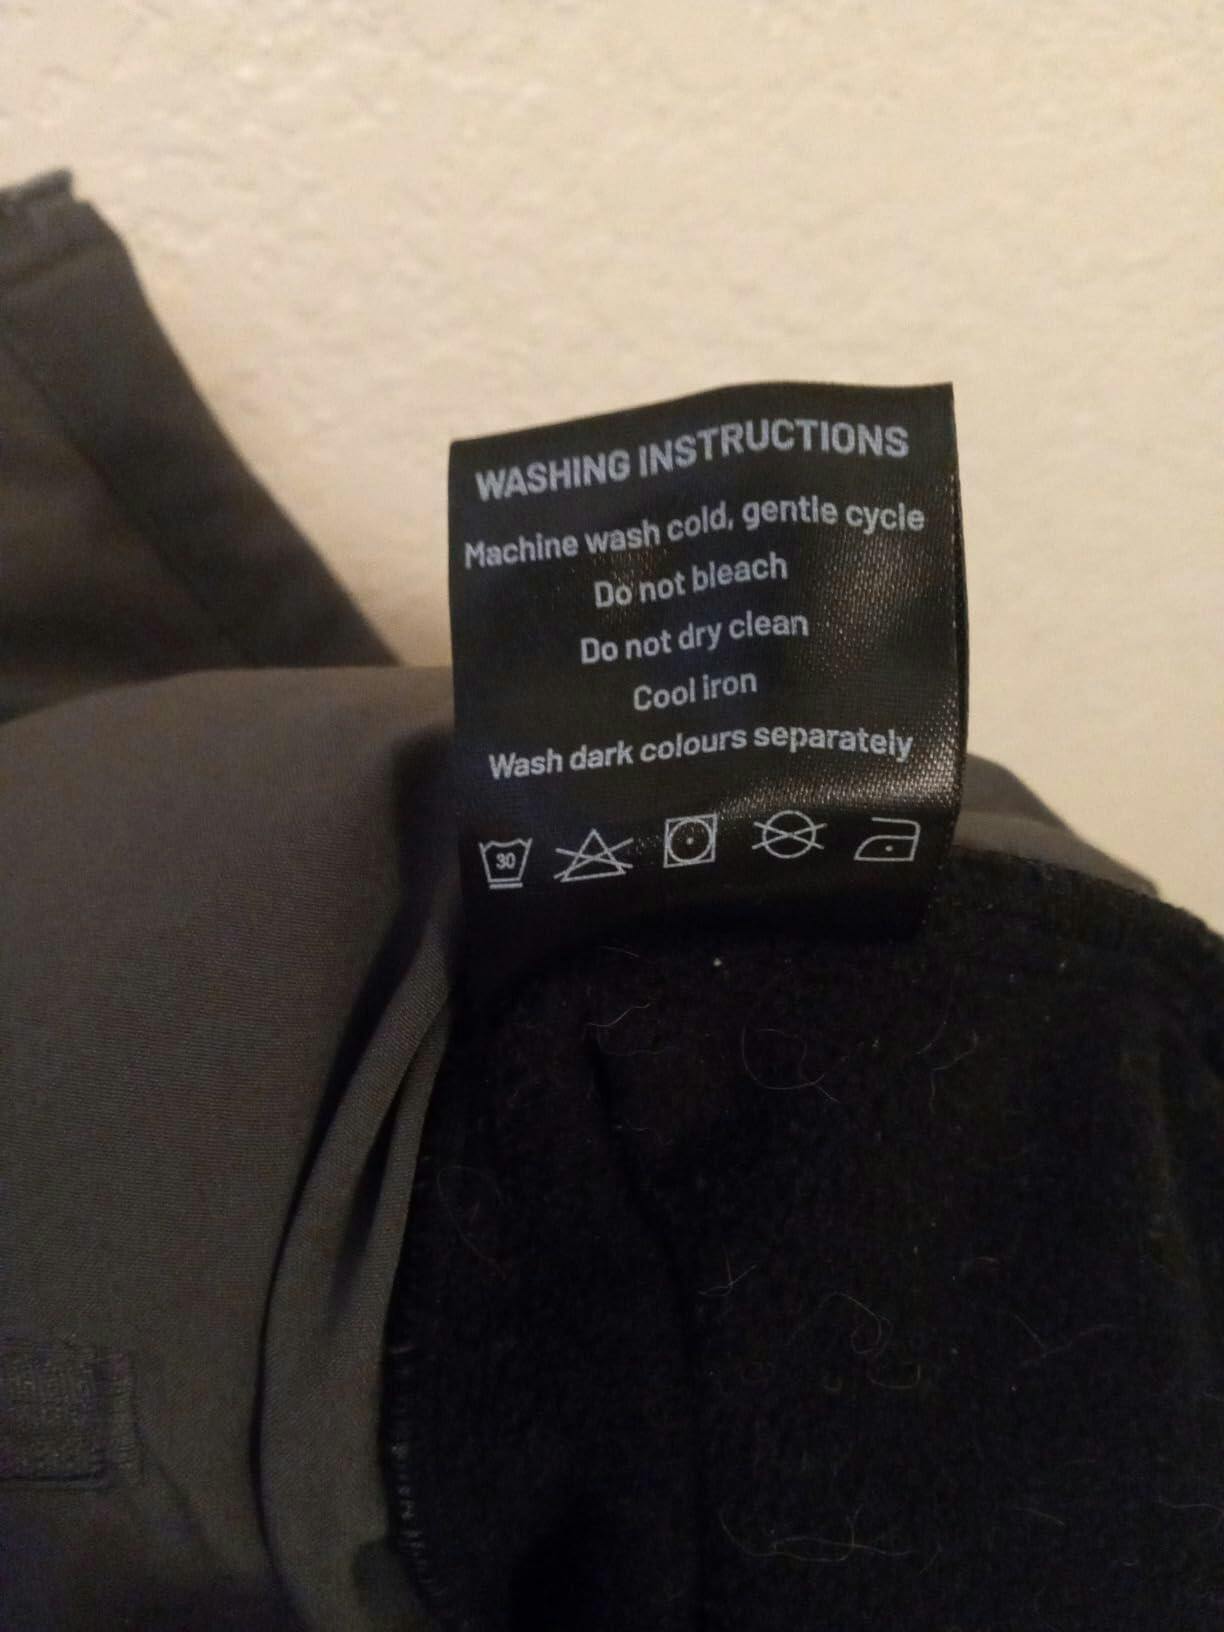 WASHING INSTRUCTIONS
Machine wash cold, gentle cycle
Do not bleach
Do not dry clean
Cool iron
Wash dark colours separately
30